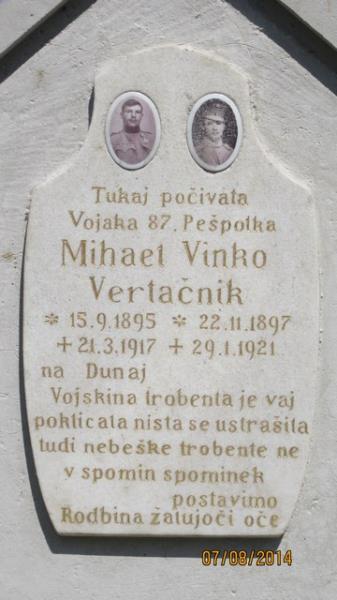 Tukaj počivata
Vojaka 87. Pešpolka
Mihael Vinko
Vertačnik
* 15.9.1895 * 22.11.1897
+ 21.3.1917 + 29.1.1921
na Dunaj
Vojskina trobenta je vaj
poklicala nista se ustrašila
tudi nebeške trobente ne
v spomin spominek
postavimo
Rodbina žalujoči oče
07/08/2014